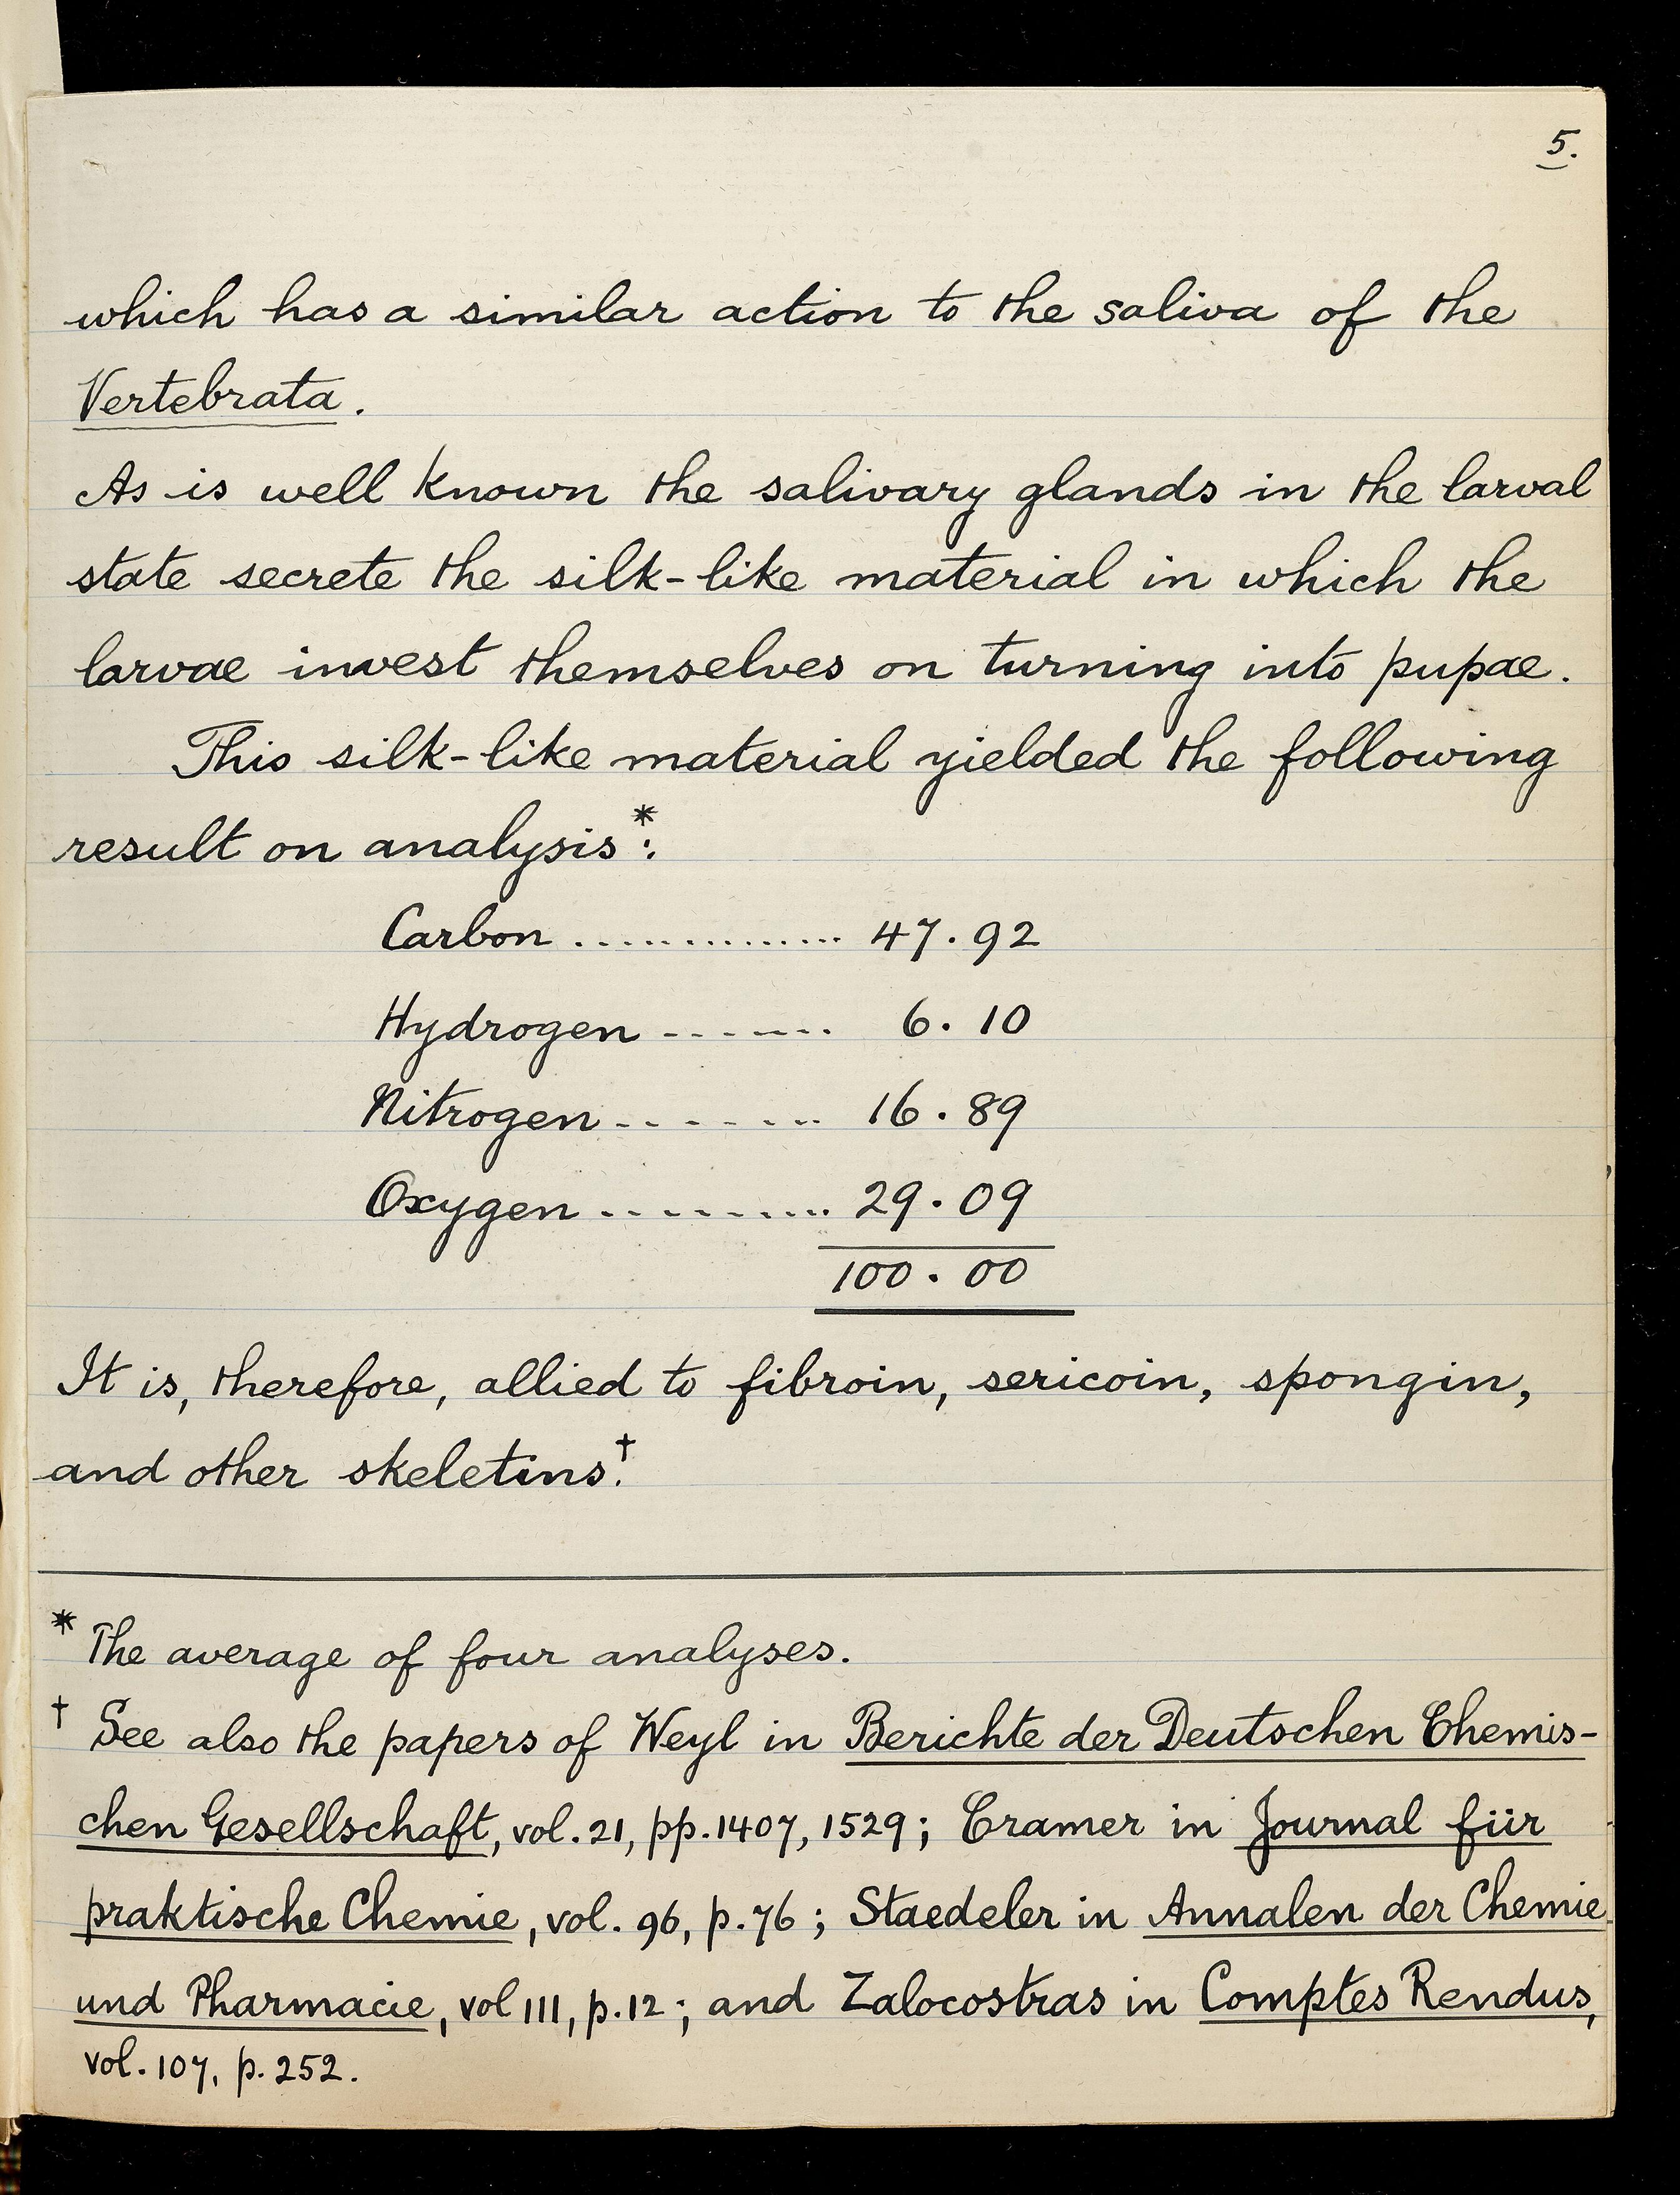 5.
which has a similar action to the saliva of the
Vertebrata.
As is well known the salivary glands in the larval
state secrete the silk-like material in which the
larvae invest themselves on turning into pupae.
This silk-like material yielded the following
result on analysis*:
Carbon .............. 47.92
Hydrogen ------- 6.10
Nitrogen ------- 16.89
Oxygen .......... 29.09
100.00
It is, therefore, allied to fibroin, sericoin, spongin,
and other skeletins.†
* The average of four analyses.
† See also the papers of Weyl in Berichte der Deutschen Chemis-
chen Gesellschaft, vol. 21, pp. 1407, 1529; Cramer in Journal für
praktische Chemie, vol. 96, p. 76; Staedeler in Annalen der Chemie
und Pharmacie, vol 111, p. 12; and Zalocostras in Comptes Rendus,
vol. 107, p. 252.